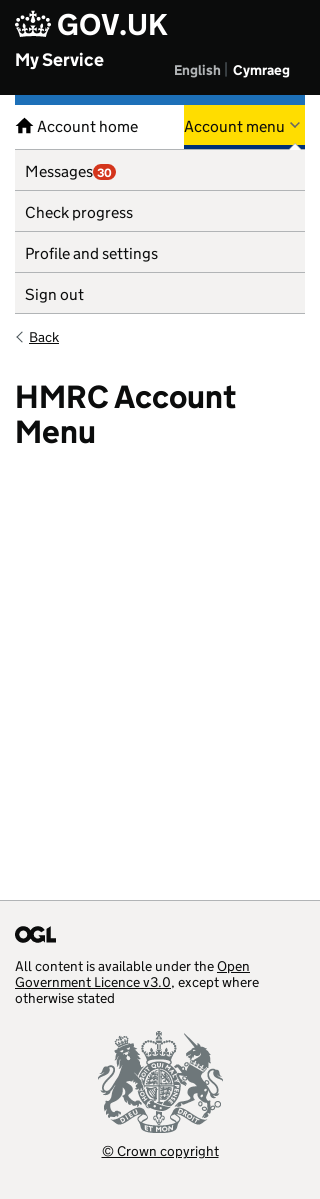 GOV.UK
My Service
English | Cymraeg
Account home
Account menu
Messages 30
Check progress
Profile and settings
Sign out
Back
HMRC Account
Menu
OGL
All content is available under the Open
Government Licence v3.0, except where
otherwise stated
DIEU ET MON DROIT
© Crown copyright